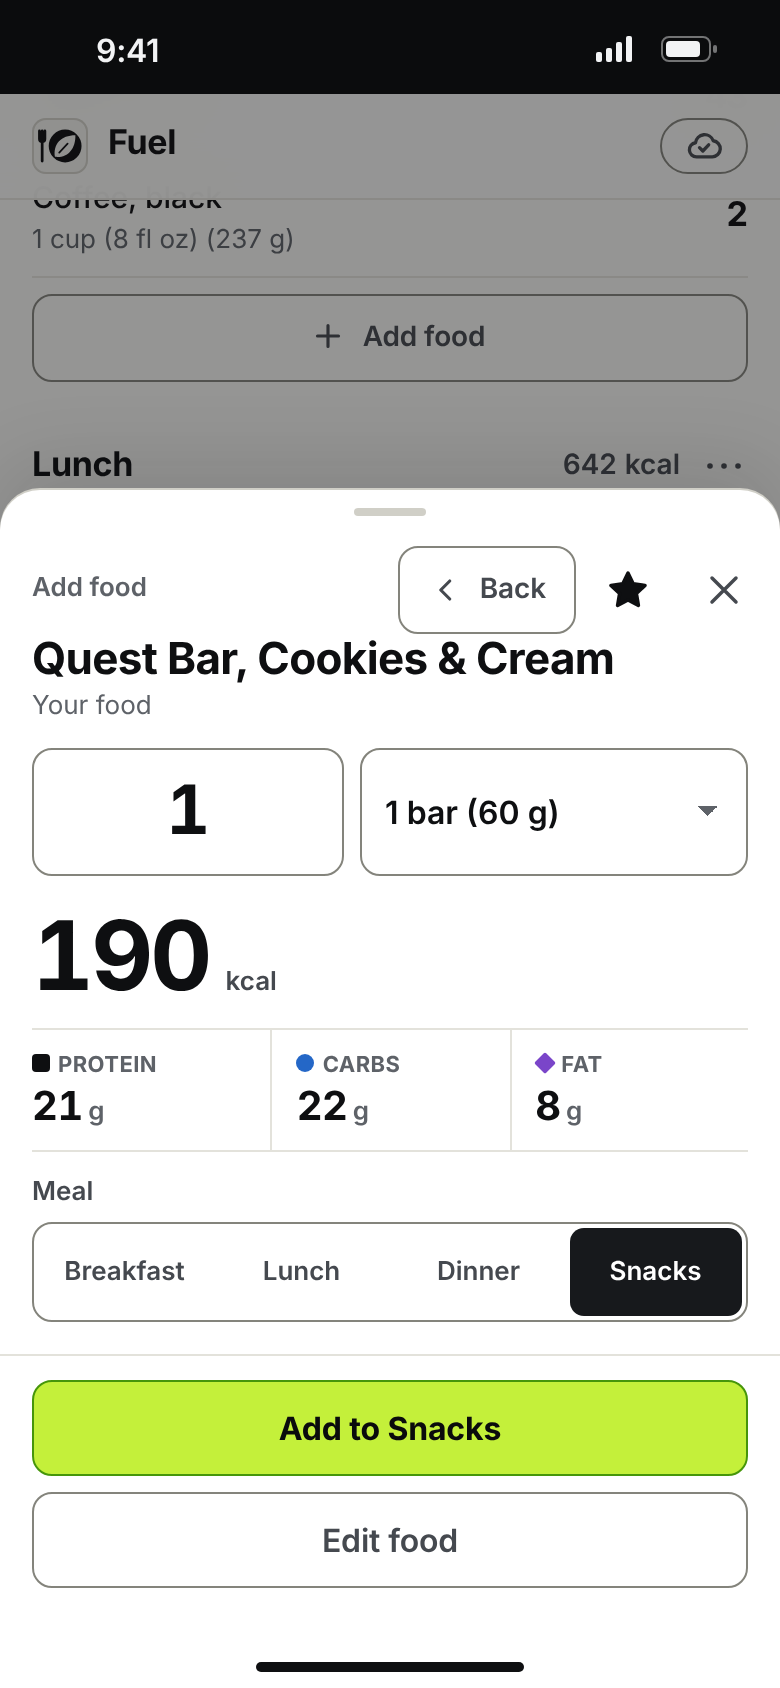 9:41
Fuel
Coffee, black
1 cup (8 fl oz) (237 g)
2
Add food
Lunch
642 kcal
Add food
Back
Quest Bar, Cookies & Cream
Your food
1
1 bar (60 g)
190 kcal
PROTEIN
21 g
CARBS
22 g
FAT
8 g
Meal
Breakfast
Lunch
Dinner
Snacks
Add to Snacks
Edit food